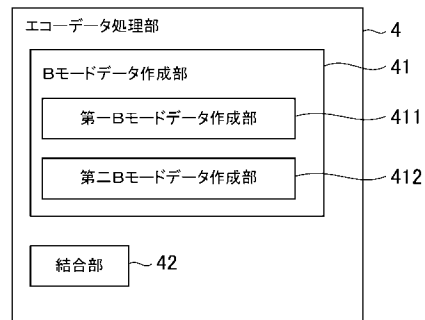 エコーデータ処理部
4
Bモードデータ作成部
41
第一Bモードデータ作成部
411
第二Bモードデータ作成部
412
結合部
42